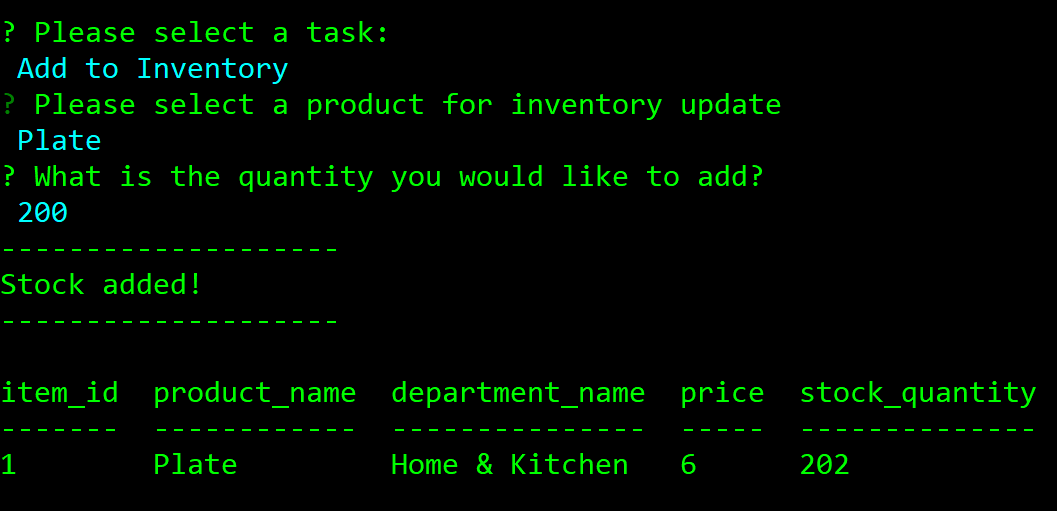 ? Please select a task:
 Add to Inventory
? Please select a product for inventory update
 Plate
? What is the quantity you would like to add?
 200
--------------------
Stock added!
--------------------
item_id  product_name  department_name  price  stock_quantity
-------  ------------  ---------------  -----  --------------
1        Plate         Home & Kitchen   6      202